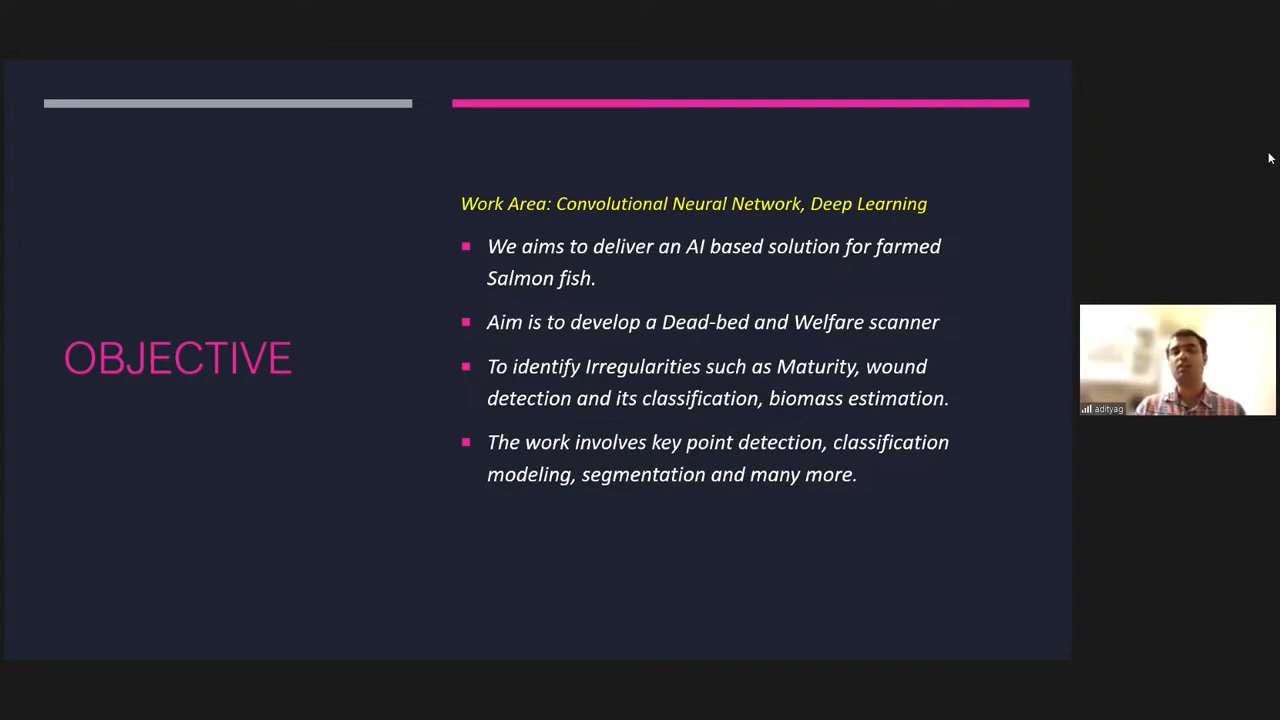 OBJECTIVE
Work Area: Convolutional Neural Network, Deep Learning
We aims to deliver an AI based solution for farmed
Salmon fish.
Aim is to develop a Dead-bed and Welfare scanner
To identify Irregularities such as Maturity, wound
detection and its classification, biomass estimation.
The work involves key point detection, classification
modeling, segmentation and many more.
adityag